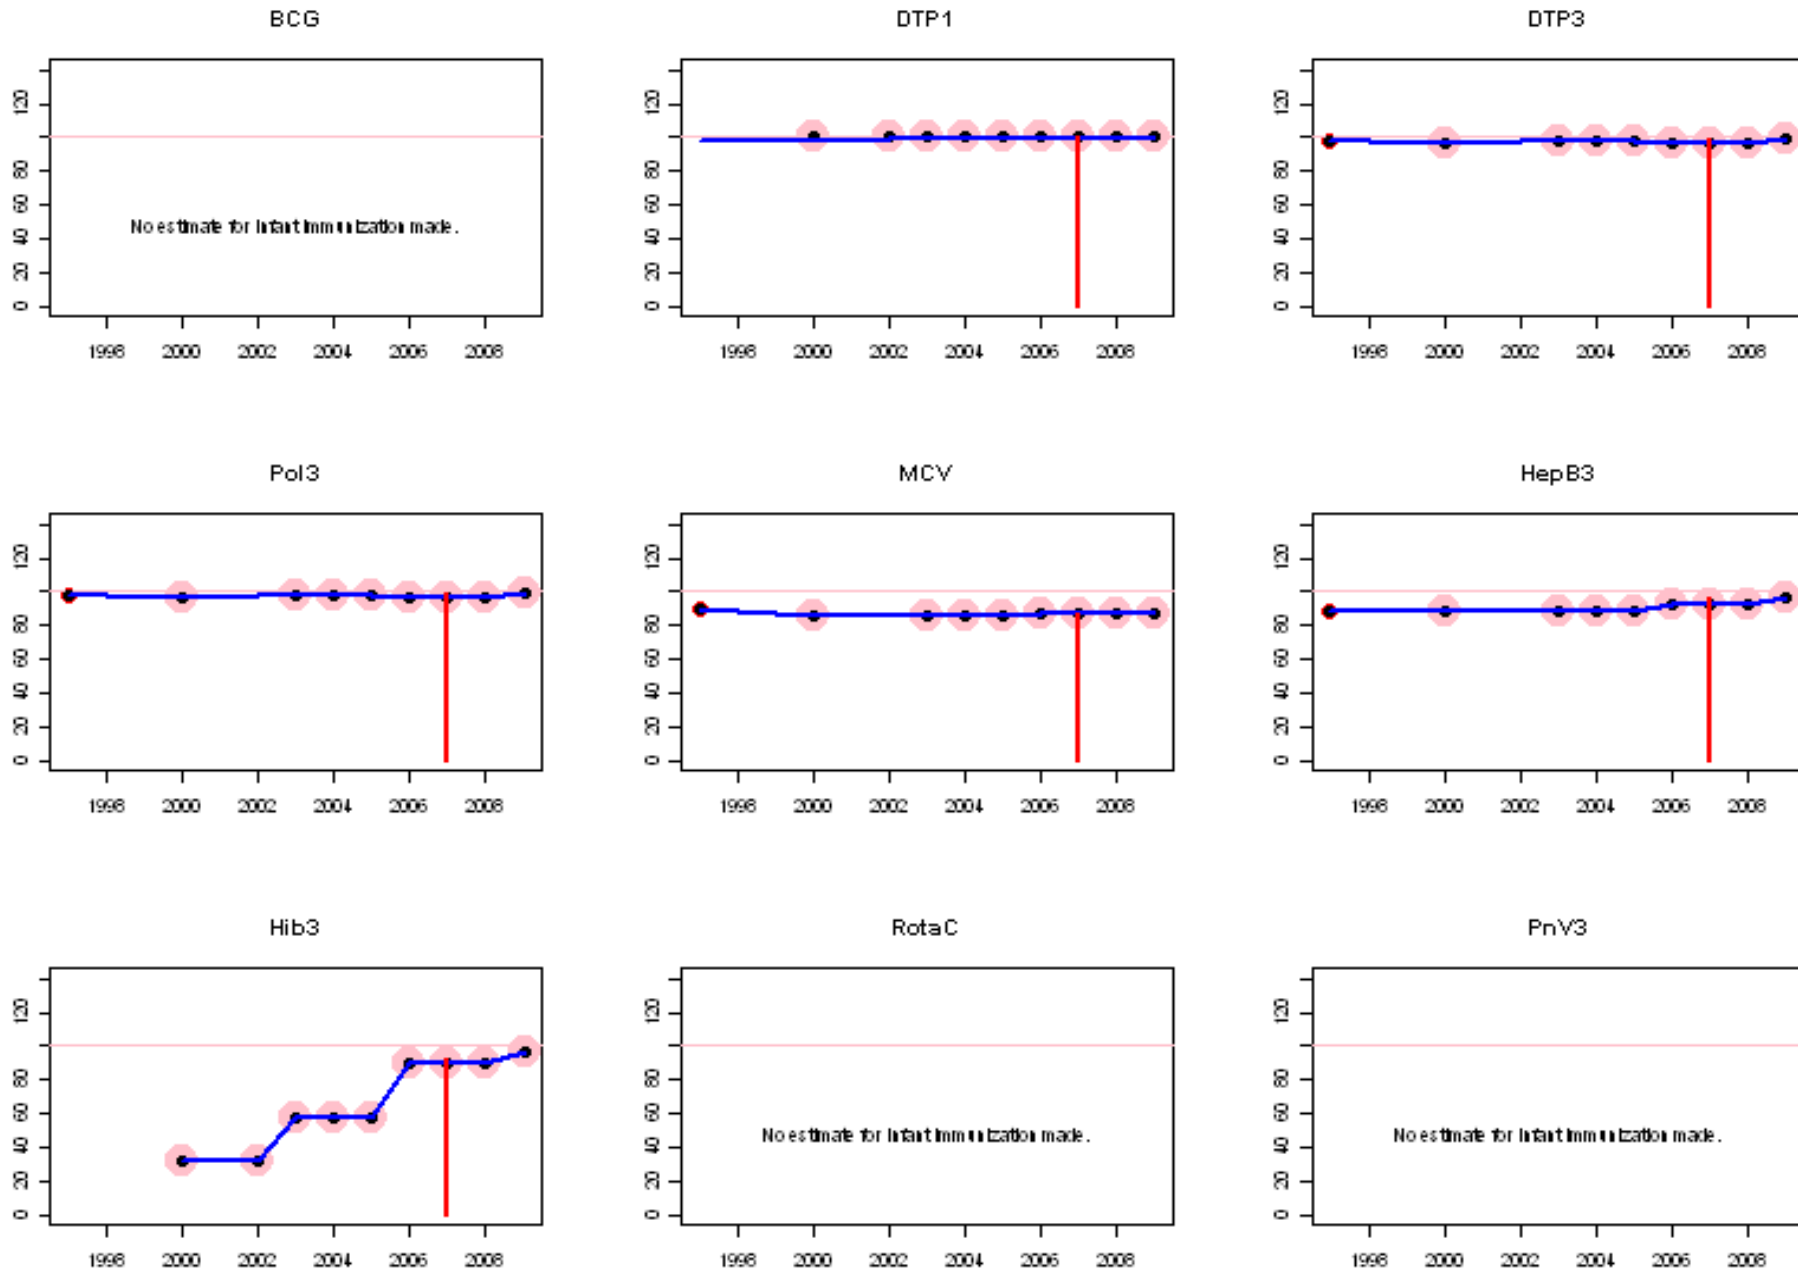 BCG DTP1 DTP3
120 120 120
80 80 80
60 60 60
No estimate for infant immunization made.
40 40 40
20 20 20
0 0 0
1998 2000 2002 2004 2006 2008 1998 2000 2002 2004 2006 2008 1998 2000 2002 2004 2006 2008
Pol3 MCV HepB3
120 120 120
80 80 80
60 60 60
40 40 40
20 20 20
0 0 0
1998 2000 2002 2004 2006 2008 1998 2000 2002 2004 2006 2008 1998 2000 2002 2004 2006 2008
Hib3 RotaC PnV3
120 120 120
80 80 80
60 60 60
No estimate for infant immunization made. No estimate for infant immunization made.
40 40 40
20 20 20
0 0 0
1998 2000 2002 2004 2006 2008 1998 2000 2002 2004 2006 2008 1998 2000 2002 2004 2006 2008